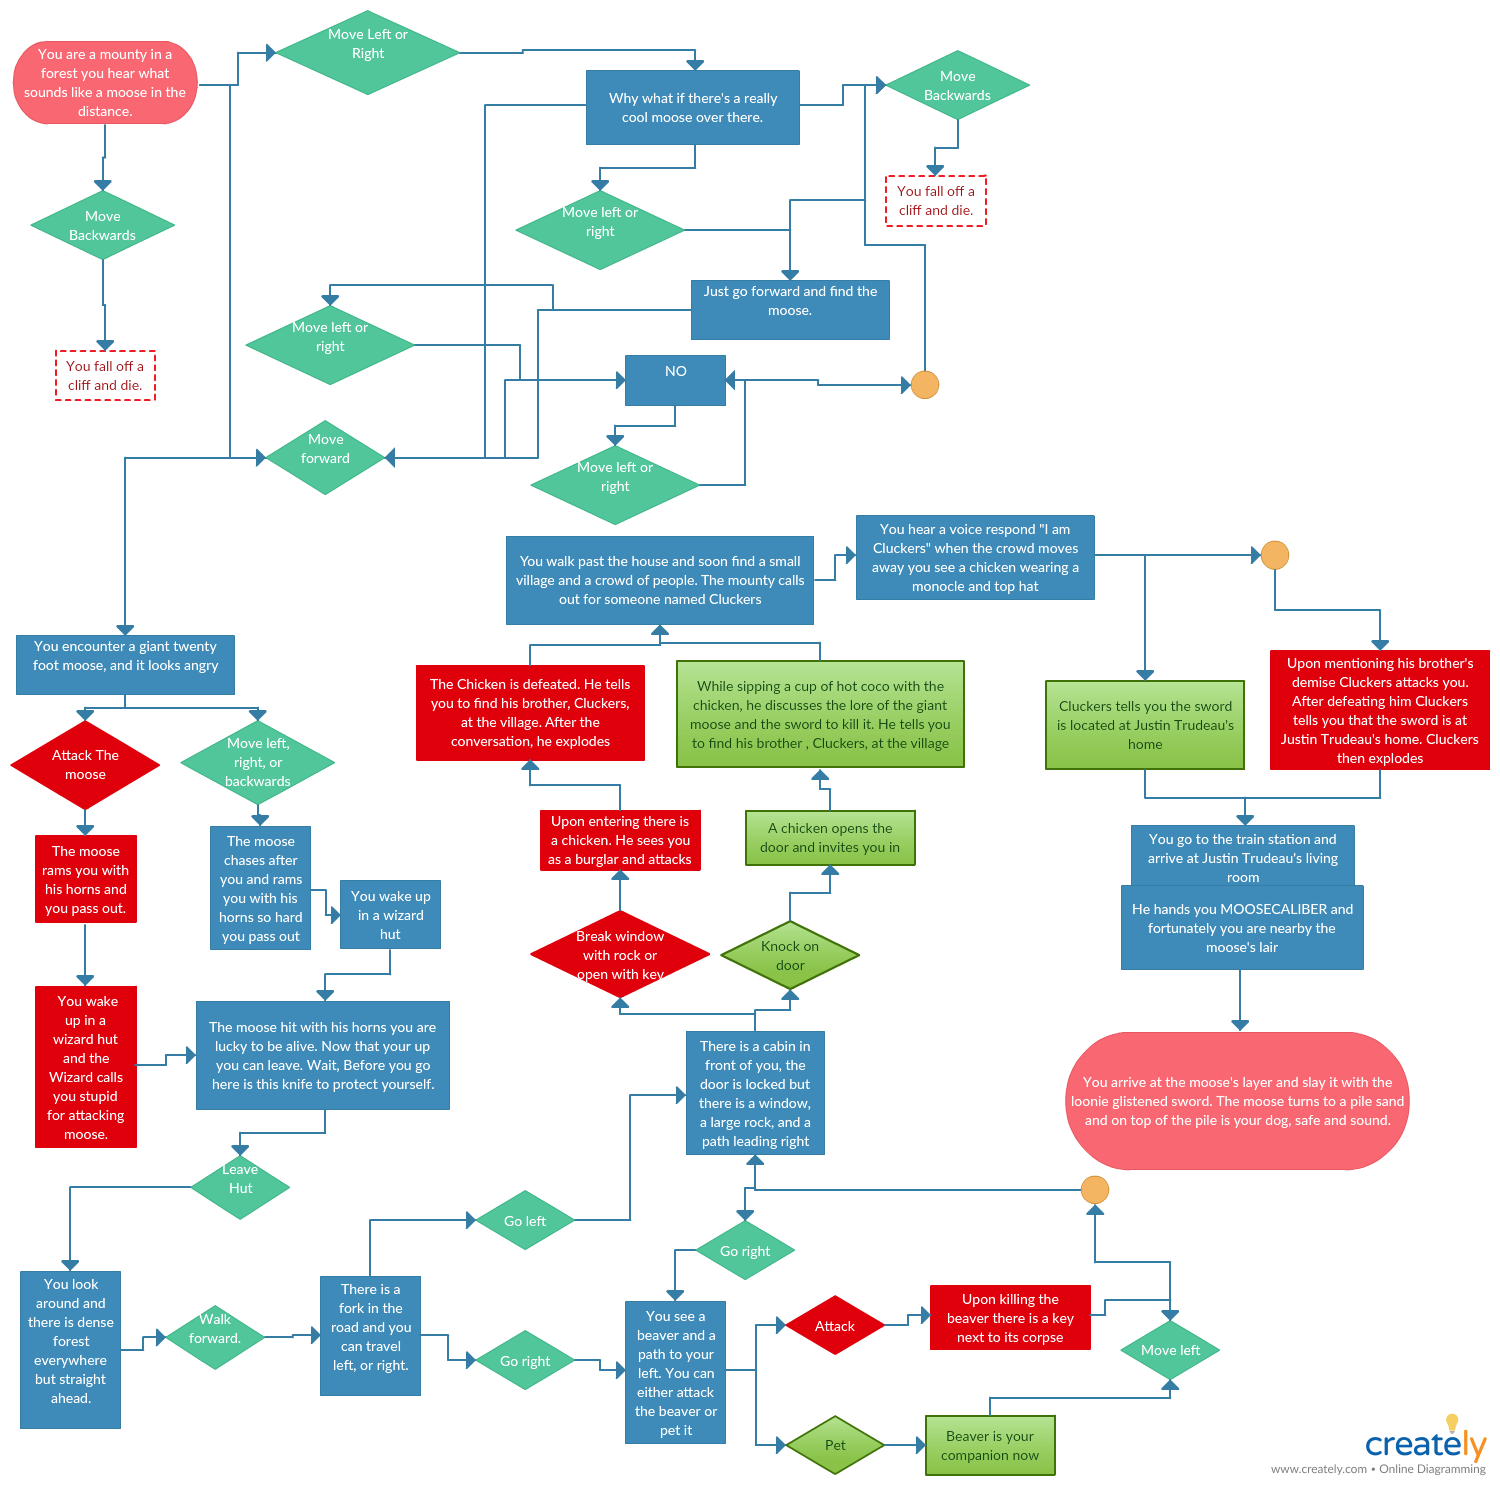 You are a mounty in a
forest you hear what
sounds like a moose in the
distance.
Move Left or
Right
Why what if there's a really
cool moose over there.
Move
Backwards
You fall off a
cliff and die.
Move
Backwards
You fall off a
cliff and die.
Move left or
right
Just go forward and find the
moose.
Move left or
right
NO
Move
forward
Move left or
right
You walk past the house and soon find a small
village and a crowd of people. The mounty calls
out for someone named Cluckers
You hear a voice respond "I am
Cluckers" when the crowd moves
away you see a chicken wearing a
monocle and top hat
You encounter a giant twenty
foot moose, and it looks angry
The Chicken is defeated. He tells
you to find his brother, Cluckers,
at the village. After the
conversation, he explodes
While sipping a cup of hot coco with the
chicken, he discusses the lore of the giant
moose and the sword to kill it. He tells you
to find his brother , Cluckers, at the village
Cluckers tells you the sword
is located at Justin Trudeau's
home
Upon mentioning his brother's
demise Cluckers attacks you.
After defeating him Cluckers
tells you that the sword is at
Justin Trudeau's home. Cluckers
then explodes
Attack The
moose
Move left,
right, or
backwards
The moose
rams you with
his horns and
you pass out.
The moose
chases after
you and rams
you with his
horns so hard
you pass out
You wake up
in a wizard
hut
Upon entering there is
a chicken. He sees you
as a burglar and attacks
A chicken opens the
door and invites you in
You go to the train station and
arrive at Justin Trudeau's living
room
He hands you MOOSECALIBER and
fortunately you are nearby the
moose's lair
Break window
with rock or
open with key
Knock on
door
You wake
up in a
wizard hut
and the
Wizard calls
you stupid
for attacking
moose.
The moose hit with his horns you are
lucky to be alive. Now that your up
you can leave. Wait, Before you go
here is this knife to protect yourself.
There is a cabin in
front of you, the
door is locked but
there is a window,
a large rock, and a
path leading right
You arrive at the moose's layer and slay it with the
loonie glistened sword. The moose turns to a pile sand
and on top of the pile is your dog, safe and sound.
Leave
Hut
Go left
Go right
You look
around and
there is dense
forest
everywhere
but straight
ahead.
Walk
forward.
There is a
fork in the
road and you
can travel
left, or right.
Go right
You see a
beaver and a
path to your
left. You can
either attack
the beaver or
pet it
Attack
Upon killing the
beaver there is a key
next to its corpse
Move left
Pet
Beaver is your
companion now
creately
www.creately.com • Online Diagramming